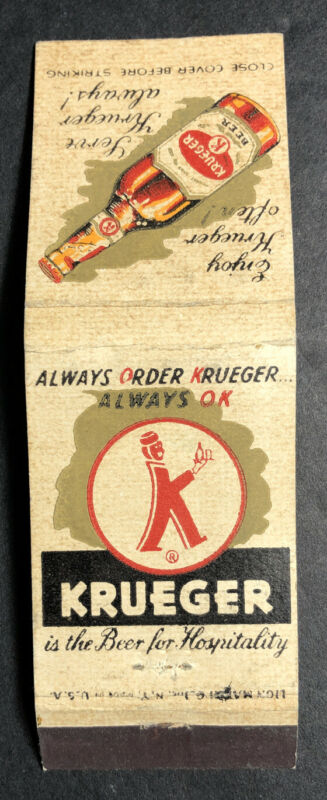 CLOSE COVER BEFORE STRIKING
Enjoy
Krueger
often!
KRUEGER
BEER
Serve
Krueger
always!
ALWAYS ORDER KRUEGER...
ALWAYS OK
K
®
KRUEGER
is the Beer for Hospitality
N.Y.
U.S.A.